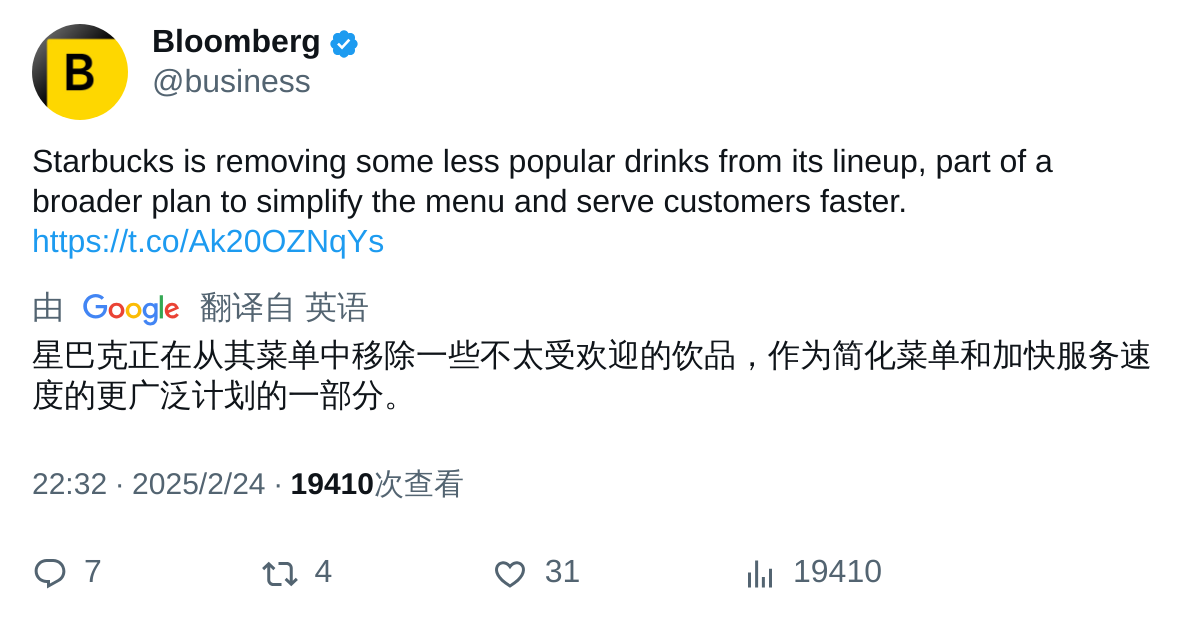 B
Bloomberg
@business
Starbucks is removing some less popular drinks from its lineup, part of a
broader plan to simplify the menu and serve customers faster.
https://t.co/Ak20OZNqYs
由 Google 翻译自 英语
星巴克正在从其菜单中移除一些不太受欢迎的饮品，作为简化菜单和加快服务速
度的更广泛计划的一部分。
22:32 · 2025/2/24 · 19410次查看
7 4 31 19410